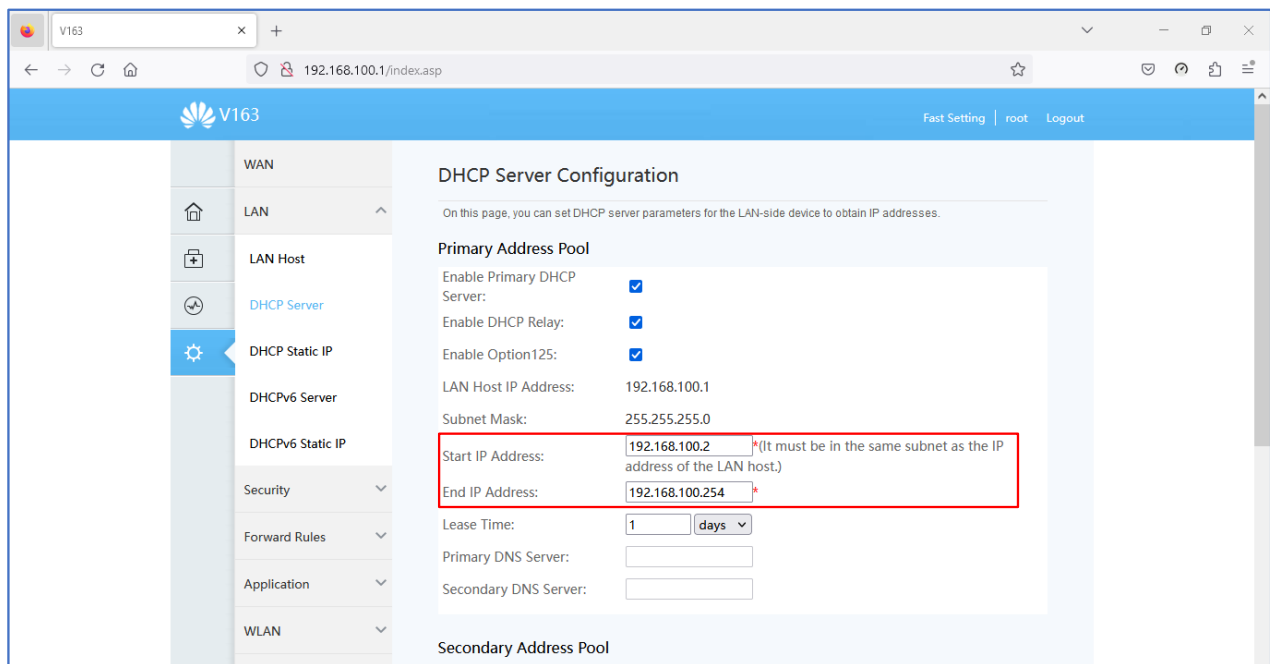 V163
192.168.100.1/index.asp
V163
Fast Setting
root
Logout
WAN
LAN
LAN Host
DHCP Server
DHCP Static IP
DHCPv6 Server
DHCPv6 Static IP
Security
Forward Rules
Application
WLAN
DHCP Server Configuration
On this page, you can set DHCP server parameters for the LAN-side device to obtain IP addresses.
Primary Address Pool
Enable Primary DHCP
Server:
Enable DHCP Relay:
Enable Option125:
LAN Host IP Address: 192.168.100.1
Subnet Mask: 255.255.255.0
Start IP Address: 192.168.100.2 *(It must be in the same subnet as the IP
address of the LAN host.)
End IP Address: 192.168.100.254 *
Lease Time: 1 days
Primary DNS Server:
Secondary DNS Server:
Secondary Address Pool